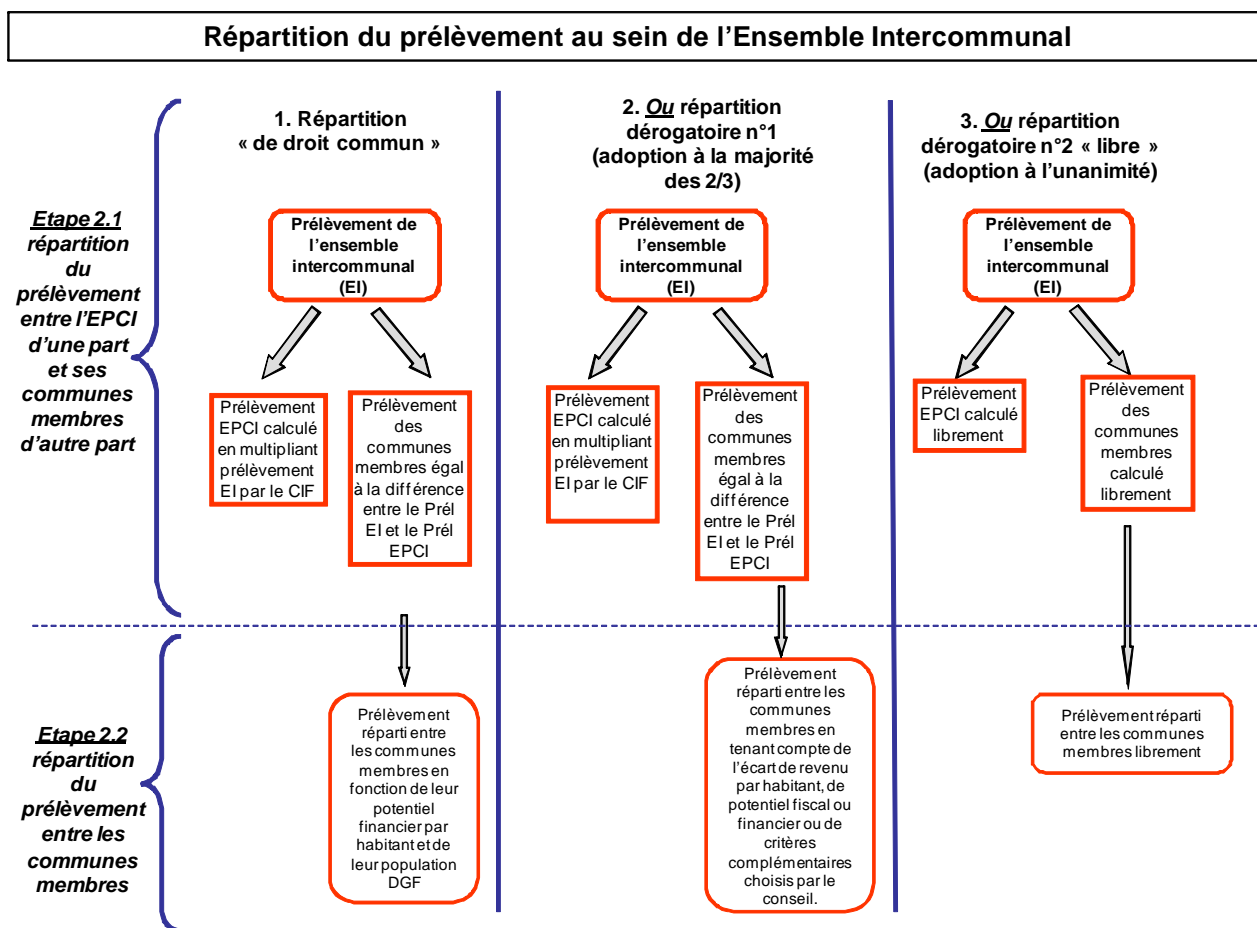 Répartition du prélèvement au sein de l'Ensemble Intercommunal
1. Répartition
« de droit commun »
2. Ou répartition
dérogatoire n°1
(adoption à la majorité
des 2/3)
3. Ou répartition
dérogatoire n°2 « libre »
(adoption à l'unanimité)
Etape 2.1
répartition
du
prélèvement
entre l'EPCI
d'une part
et ses
communes
membres
d'autre part
Prélèvement de
l'ensemble
intercommunal
(EI)
Prélèvement
EPCI calculé
en multipliant
prélèvement
EI par le CIF
Prélèvement
des
communes
membres égal
à la différence
entre le Prél
EI et le Prél
EPCI
Prélèvement de
l'ensemble
intercommunal
(EI)
Prélèvement
EPCI calculé
en multipliant
prélèvement
EI par le CIF
Prélèvement
des
communes
membres
égal à la
différence
entre le Prél
EI et le Prél
EPCI
Prélèvement de
l'ensemble
intercommunal
(EI)
Prélèvement
EPCI calculé
librement
Prélèvement
des
communes
membres
calculé
librement
Etape 2.2
répartition
du
prélèvement
entre les
communes
membres
Prélèvement
réparti entre
les communes
membres en
fonction de leur
potentiel
financier par
habitant et de
leur population
DGF
Prélèvement
réparti entre les
communes
membres en
tenant compte de
l'écart de revenu
par habitant, de
potentiel fiscal ou
financier ou de
critères
complémentaires
choisis par le
conseil.
Prélèvement réparti
entre les communes
membres librement